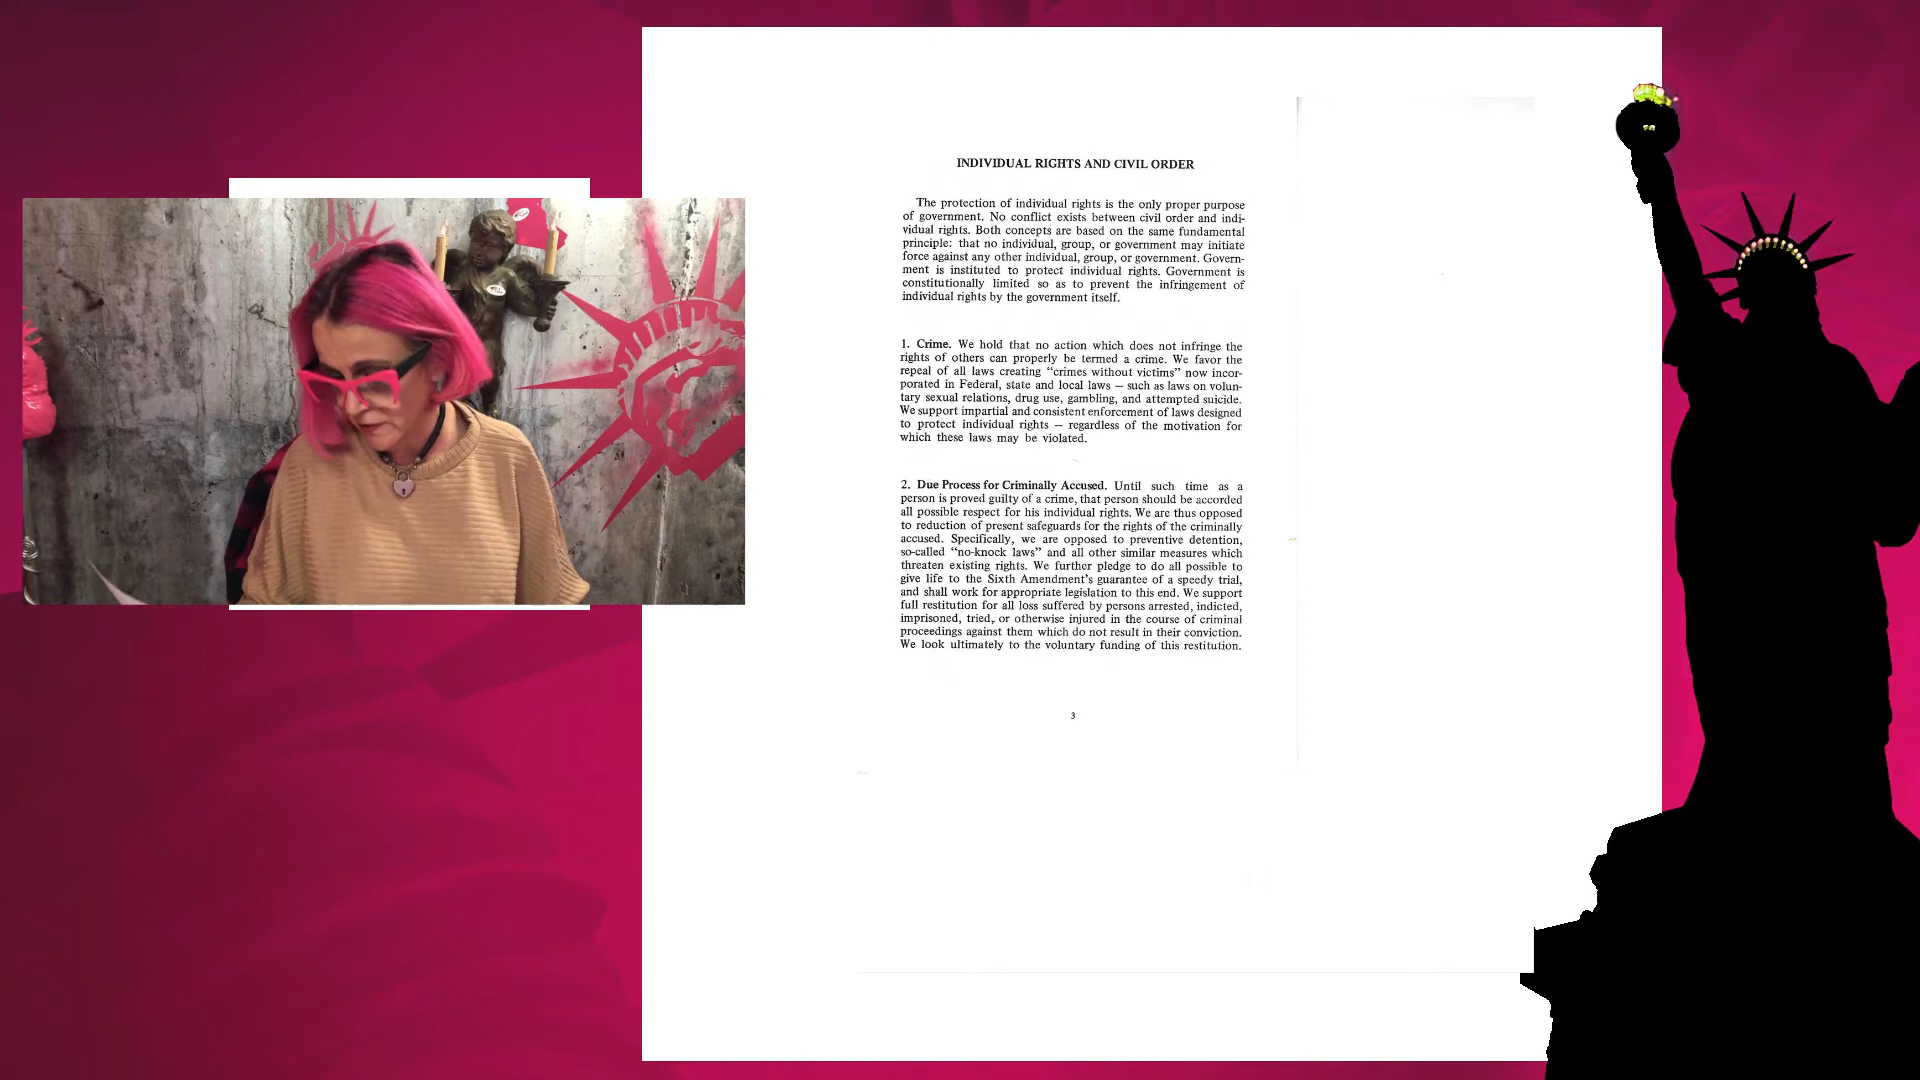 INDIVIDUAL RIGHTS AND CIVIL ORDER
The protection of individual rights is the only proper purpose
of government. No conflict exists between civil order and indi-
vidual rights. Both concepts are based on the same fundamental
principle: that no individual, group, or government may initiate
force against any other individual, group, or government. Govern-
ment is instituted to protect individual rights. Government is
constitutionally limited so as to prevent the infringement of
individual rights by the government itself.
1. Crime. We hold that no action which does not infringe the
rights of others can properly be termed a crime. We favor the
repeal of all laws creating “crimes without victims” now incor-
porated in Federal, state and local laws – such as laws on volun-
tary sexual relations, drug use, gambling, and attempted suicide.
We support impartial and consistent enforcement of laws designed
to protect individual rights – regardless of the motivation for
which these laws may be violated.
2. Due Process for Criminally Accused. Until such time as a
person is proved guilty of a crime, that person should be accorded
all possible respect for his individual rights. We are thus opposed
to reduction of present safeguards for the rights of the criminally
accused. Specifically, we are opposed to preventive detention,
so-called “no-knock laws” and all other similar measures which
threaten existing rights. We further pledge to do all possible to
give life to the Sixth Amendment’s guarantee of a speedy trial,
and shall work for appropriate legislation to this end. We support
full restitution for all loss suffered by persons arrested, indicted,
imprisoned, tried, or otherwise injured in the course of criminal
proceedings against them which do not result in their conviction.
We look ultimately to the voluntary funding of this restitution.
3